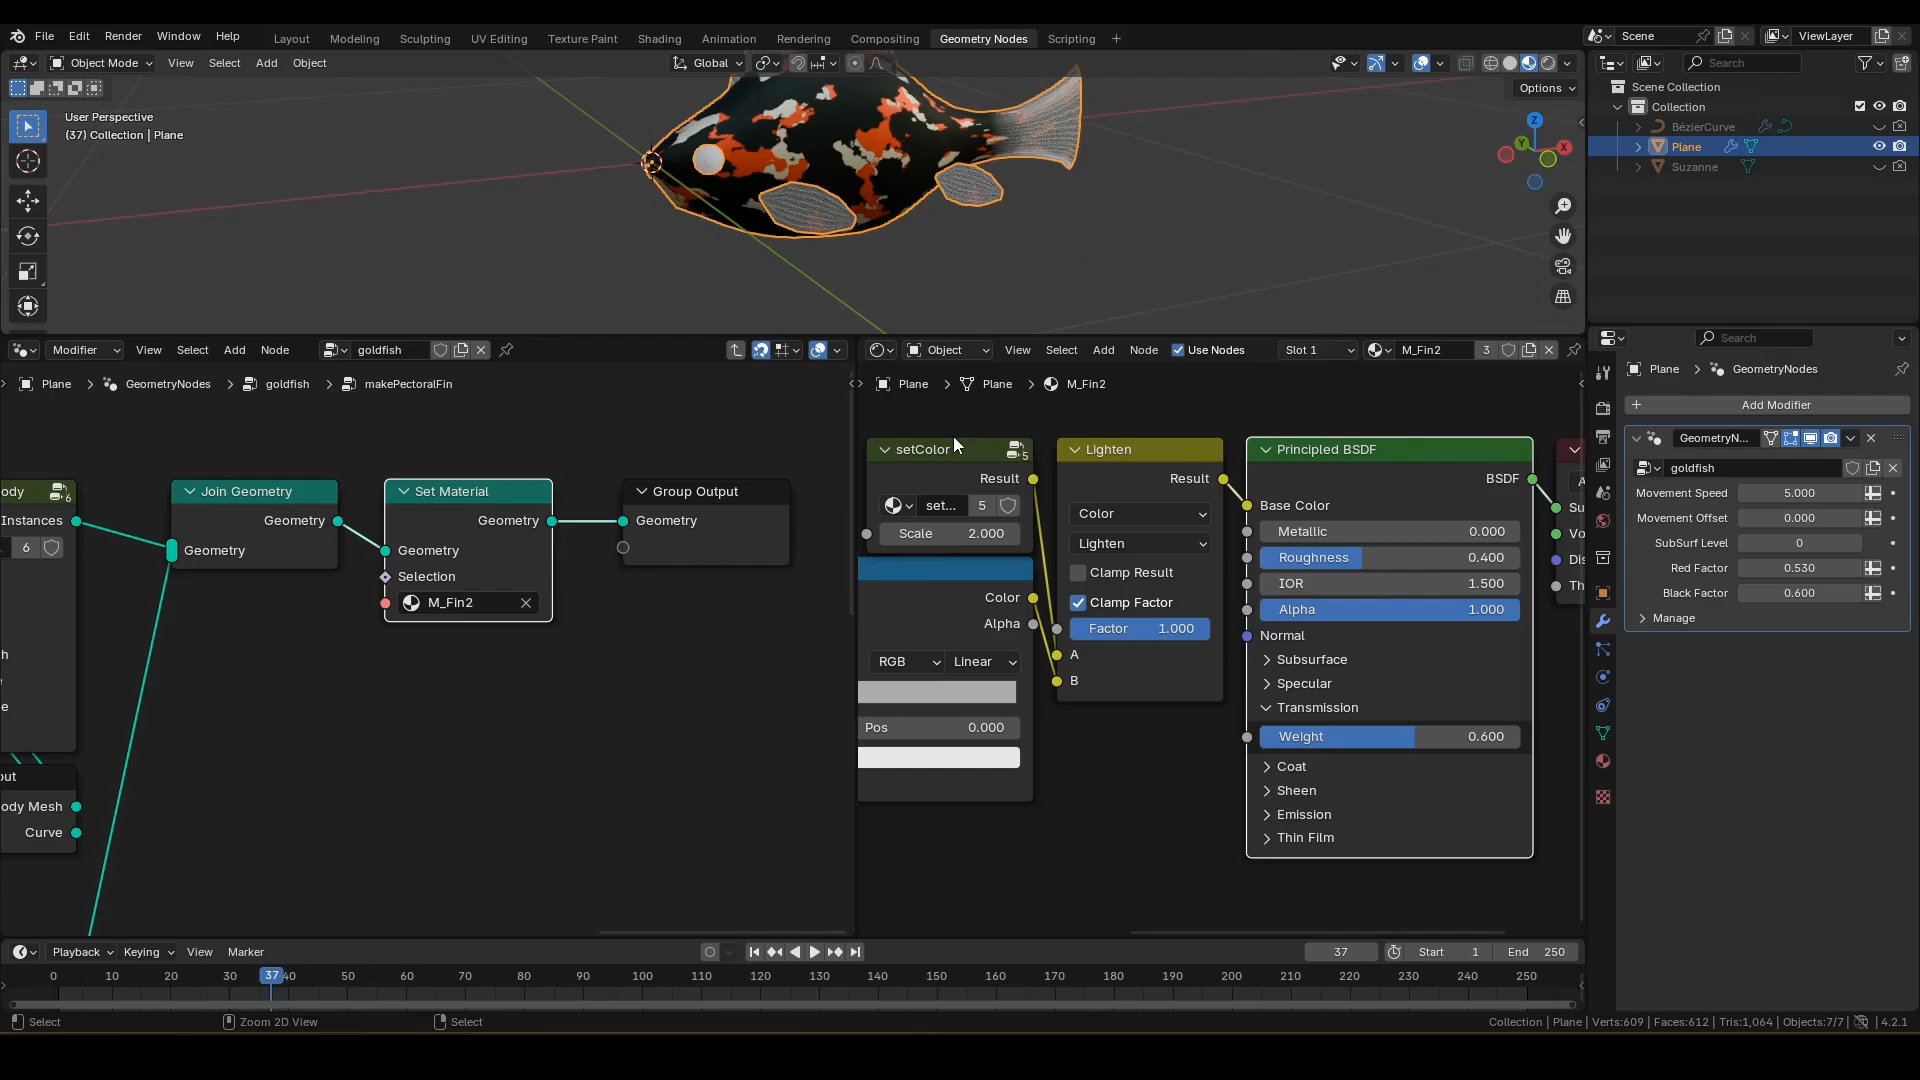 File Edit Render Window Help Layout Modeling Sculpting UV Editing Texture Paint Shading Animation Rendering Compositing Geometry Nodes Scripting + Scene ViewLayer
Object Mode View Select Add Object Global Search
Options
User Perspective
(37) Collection | Plane
Z
Y
X
Scene Collection
Collection
BézierCurve
Plane
Suzanne
Modifier View Select Add Node goldfish
Plane > GeometryNodes > goldfish > makePectoralFin
ody 6
Instances
6
h
e
e
out
ody Mesh
Curve
Join Geometry
Geometry
Geometry
Set Material
Geometry
Geometry
Selection
M_Fin2
Group Output
Geometry
Object View Select Add Node Use Nodes Slot 1 M_Fin2 3
Plane > Plane > M_Fin2
setColor 5
Result
set... 5
Scale 2.000
Color
Alpha
RGB Linear
Pos 0.000
Lighten
Result
Color
Lighten
Clamp Result
Clamp Factor
Factor 1.000
A
B
Principled BSDF
BSDF
Base Color
Metallic 0.000
Roughness 0.400
IOR 1.500
Alpha 1.000
Normal
Subsurface
Specular
Transmission
Weight 0.600
Coat
Sheen
Emission
Thin Film
A
Su
Vo
Dis
Th
Search
Plane > GeometryNodes
+ Add Modifier
GeometryN...
goldfish
Movement Speed 5.000
Movement Offset 0.000
SubSurf Level 0
Red Factor 0.530
Black Factor 0.600
Manage
Playback Keying View Marker 37 Start 1 End 250
0 10 20 30 37 40 50 60 70 80 90 100 110 120 130 140 150 160 170 180 190 200 210 220 230 240 250
Select Zoom 2D View Select Collection | Plane | Verts:609 | Faces:612 | Tris:1,064 | Objects:7/7 | 4.2.1